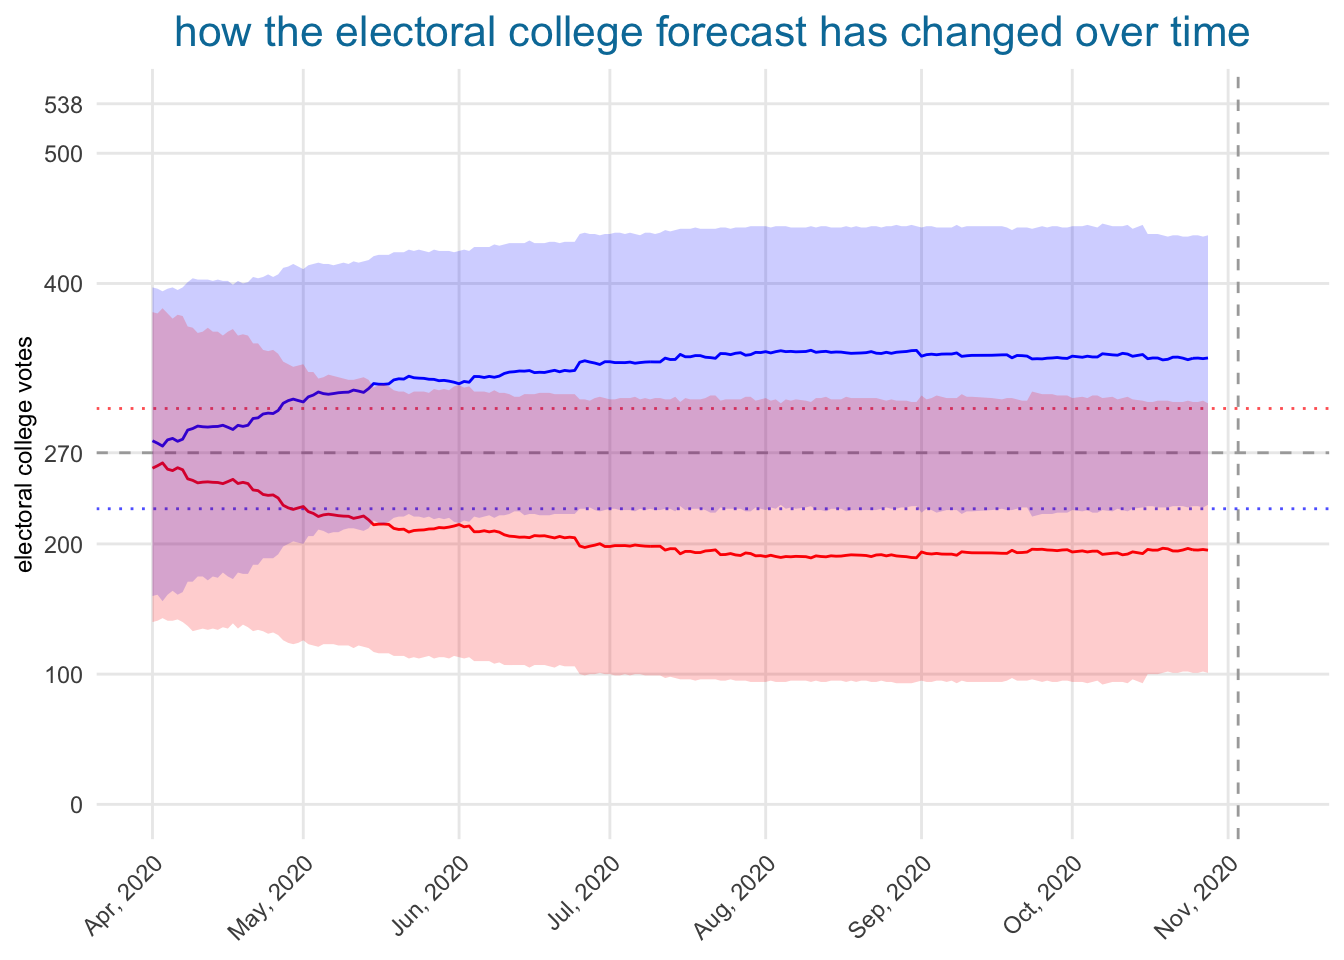 how the electoral college forecast has changed over time
electoral college votes
538
500
400
270
200
100
0
Apr, 2020
May, 2020
Jun, 2020
Jul, 2020
Aug, 2020
Sep, 2020
Oct, 2020
Nov, 2020